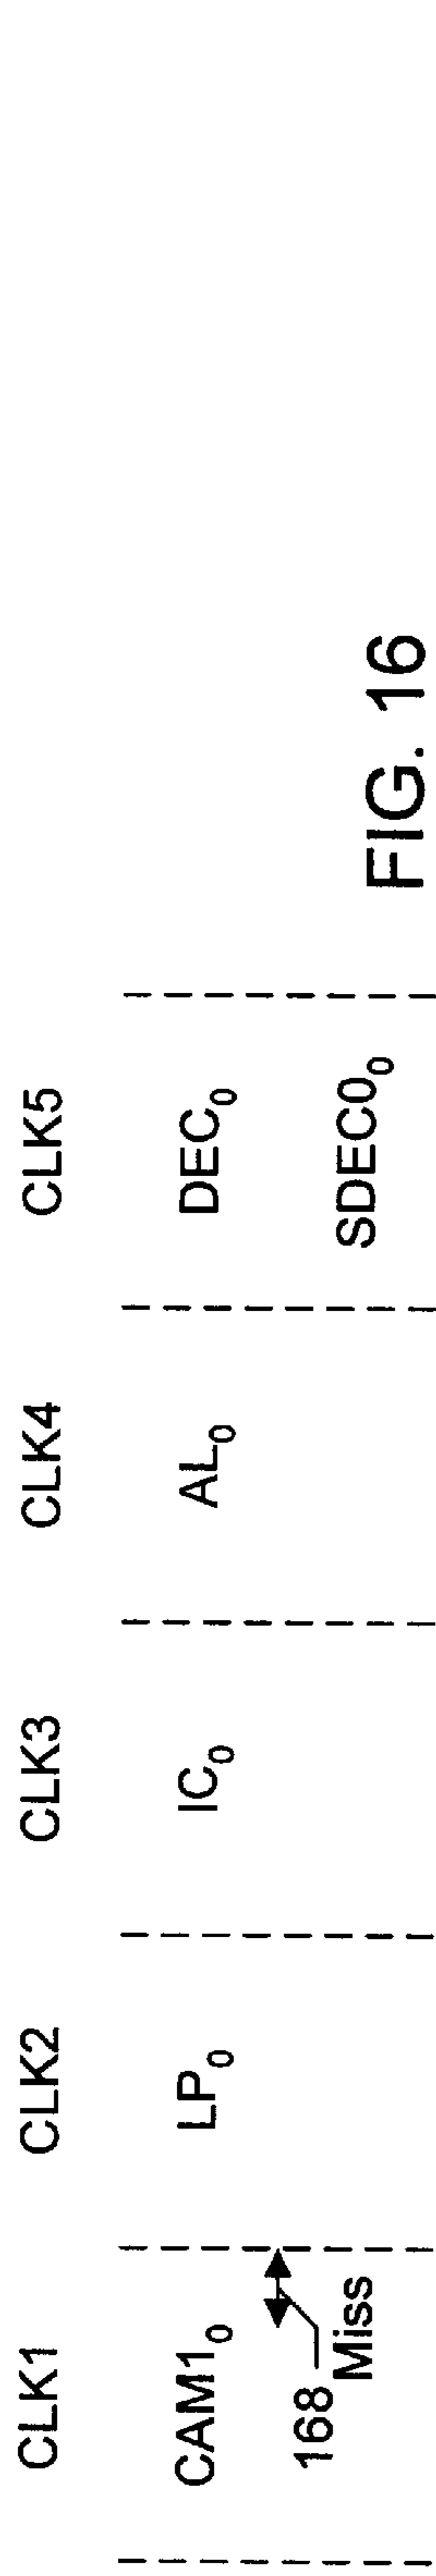 CLK1 CLK2 CLK3 CLK4 CLK5
CAM1₀ LP₀ IC₀ AL₀ DEC₀
168
Miss
SDEC0₀
FIG. 16